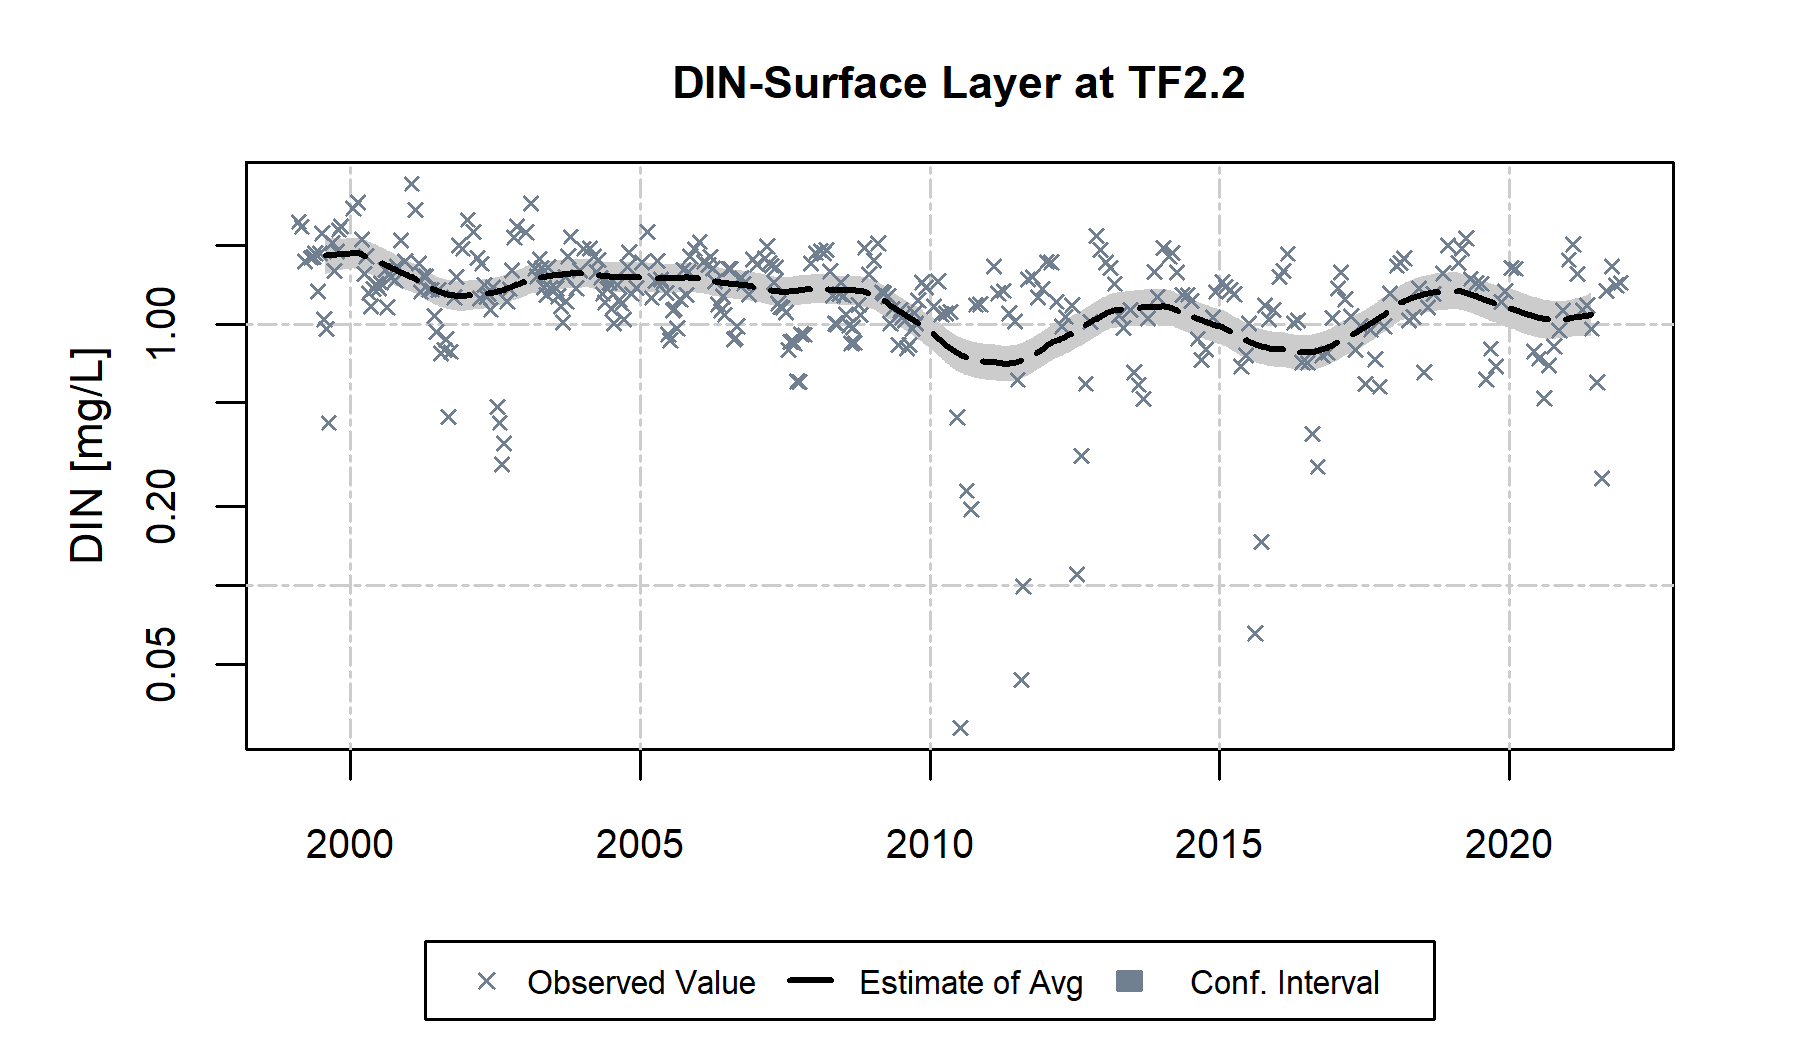 DIN-Surface Layer at TF2.2
DIN [mg/L]
1.00
0.20
0.05
2000 2005 2010 2015 2020
Observed Value Estimate of Avg Conf. Interval